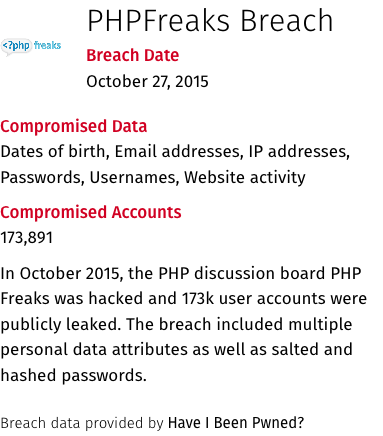 PHPFreaks Breach
<?php freaks
Breach Date
October 27, 2015
Compromised Data
Dates of birth, Email addresses, IP addresses,
Passwords, Usernames, Website activity
Compromised Accounts
173,891
In October 2015, the PHP discussion board PHP
Freaks was hacked and 173k user accounts were
publicly leaked. The breach included multiple
personal data attributes as well as salted and
hashed passwords.
Breach data provided by Have I Been Pwned?